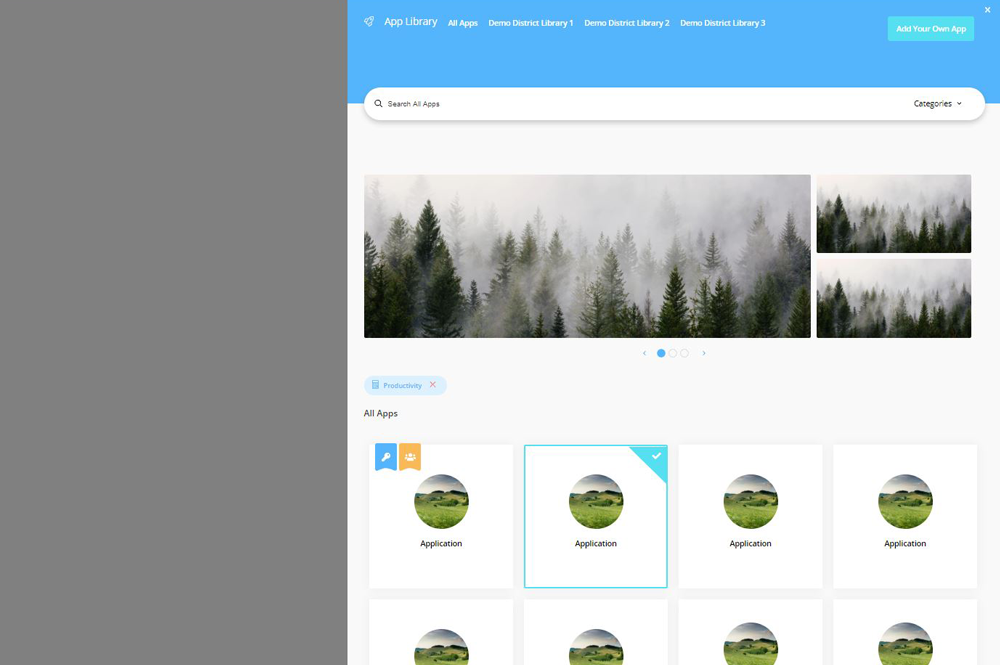 App Library
All Apps
Demo District Library 1
Demo District Library 2
Demo District Library 3
x
Add Your Own App
Search All Apps
Categories
Productivity
All Apps
Application
Application
Application
Application